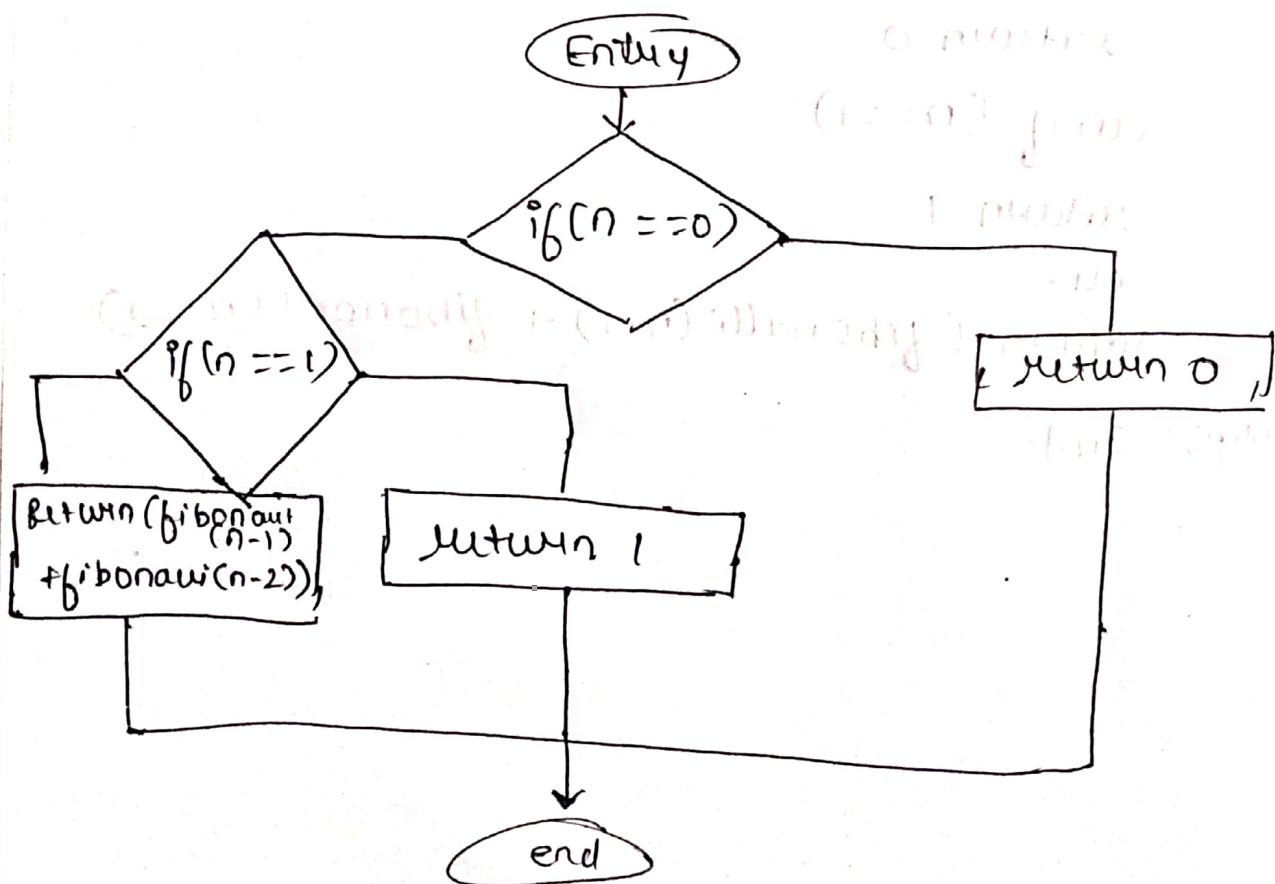 Entry
if(n ==0)
if(n ==1)
return 0
Return(fibonacci
(n-1)
+fibonacci(n-2))
return 1
end